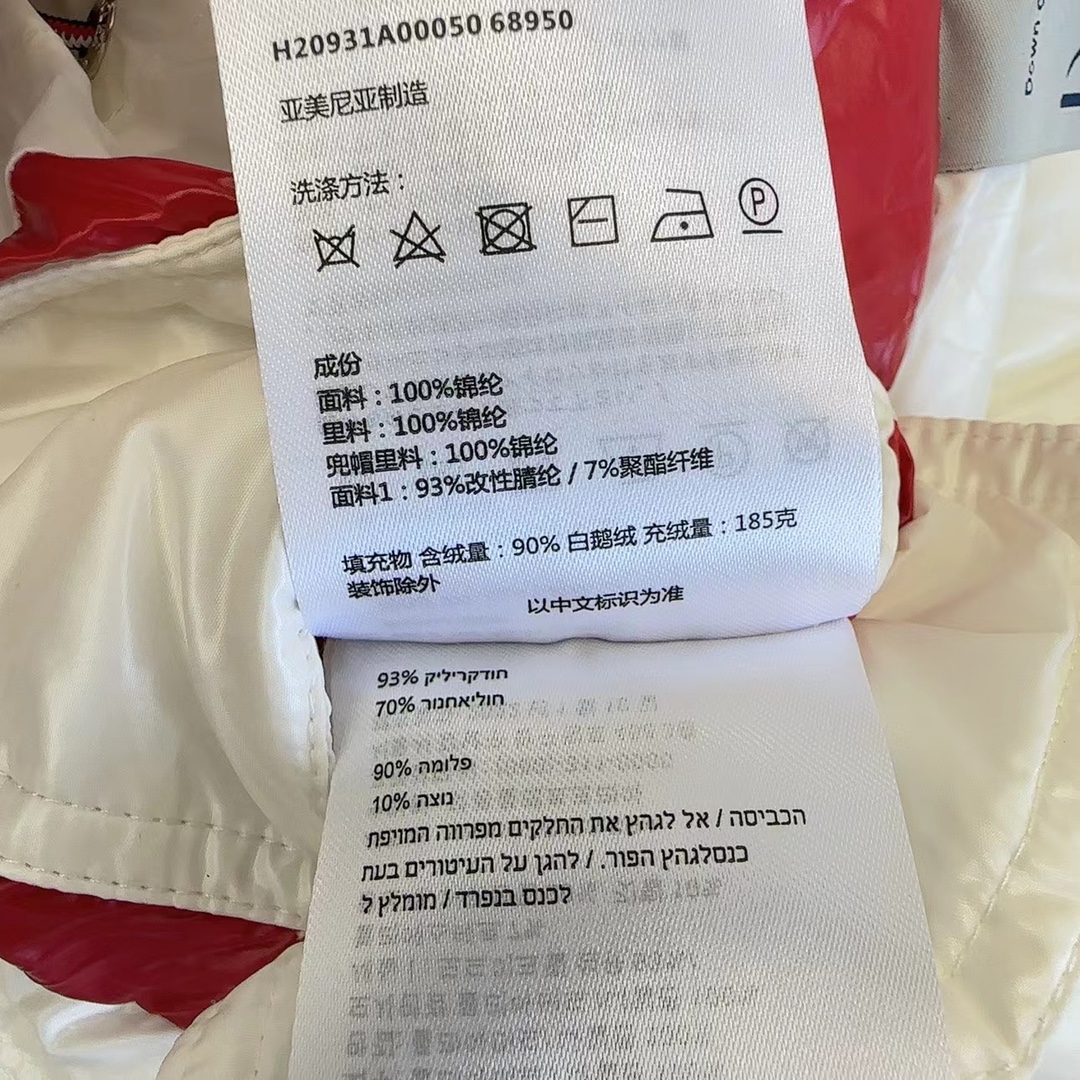 H20931A00050 68950
Down
亚美尼亚制造
洗涤方法：
P
成份
面料：100%锦纶
里料：100%锦纶
兜帽里料：100%锦纶
面料1：93%改性腈纶 / 7%聚酯纤维
填充物 含绒量：90% 白鹅绒 充绒量：185克
装饰除外
以中文标识为准
93% חודקריליק
70% חוליאחנור
90% פלומה
10% נוצה
הכביסה / אל לגהץ את החלקים מפרווה המויפת
כנסלגהץ הפור. / להגן על העיטורים בעת
לכנס בנפרד / מומלץ ל